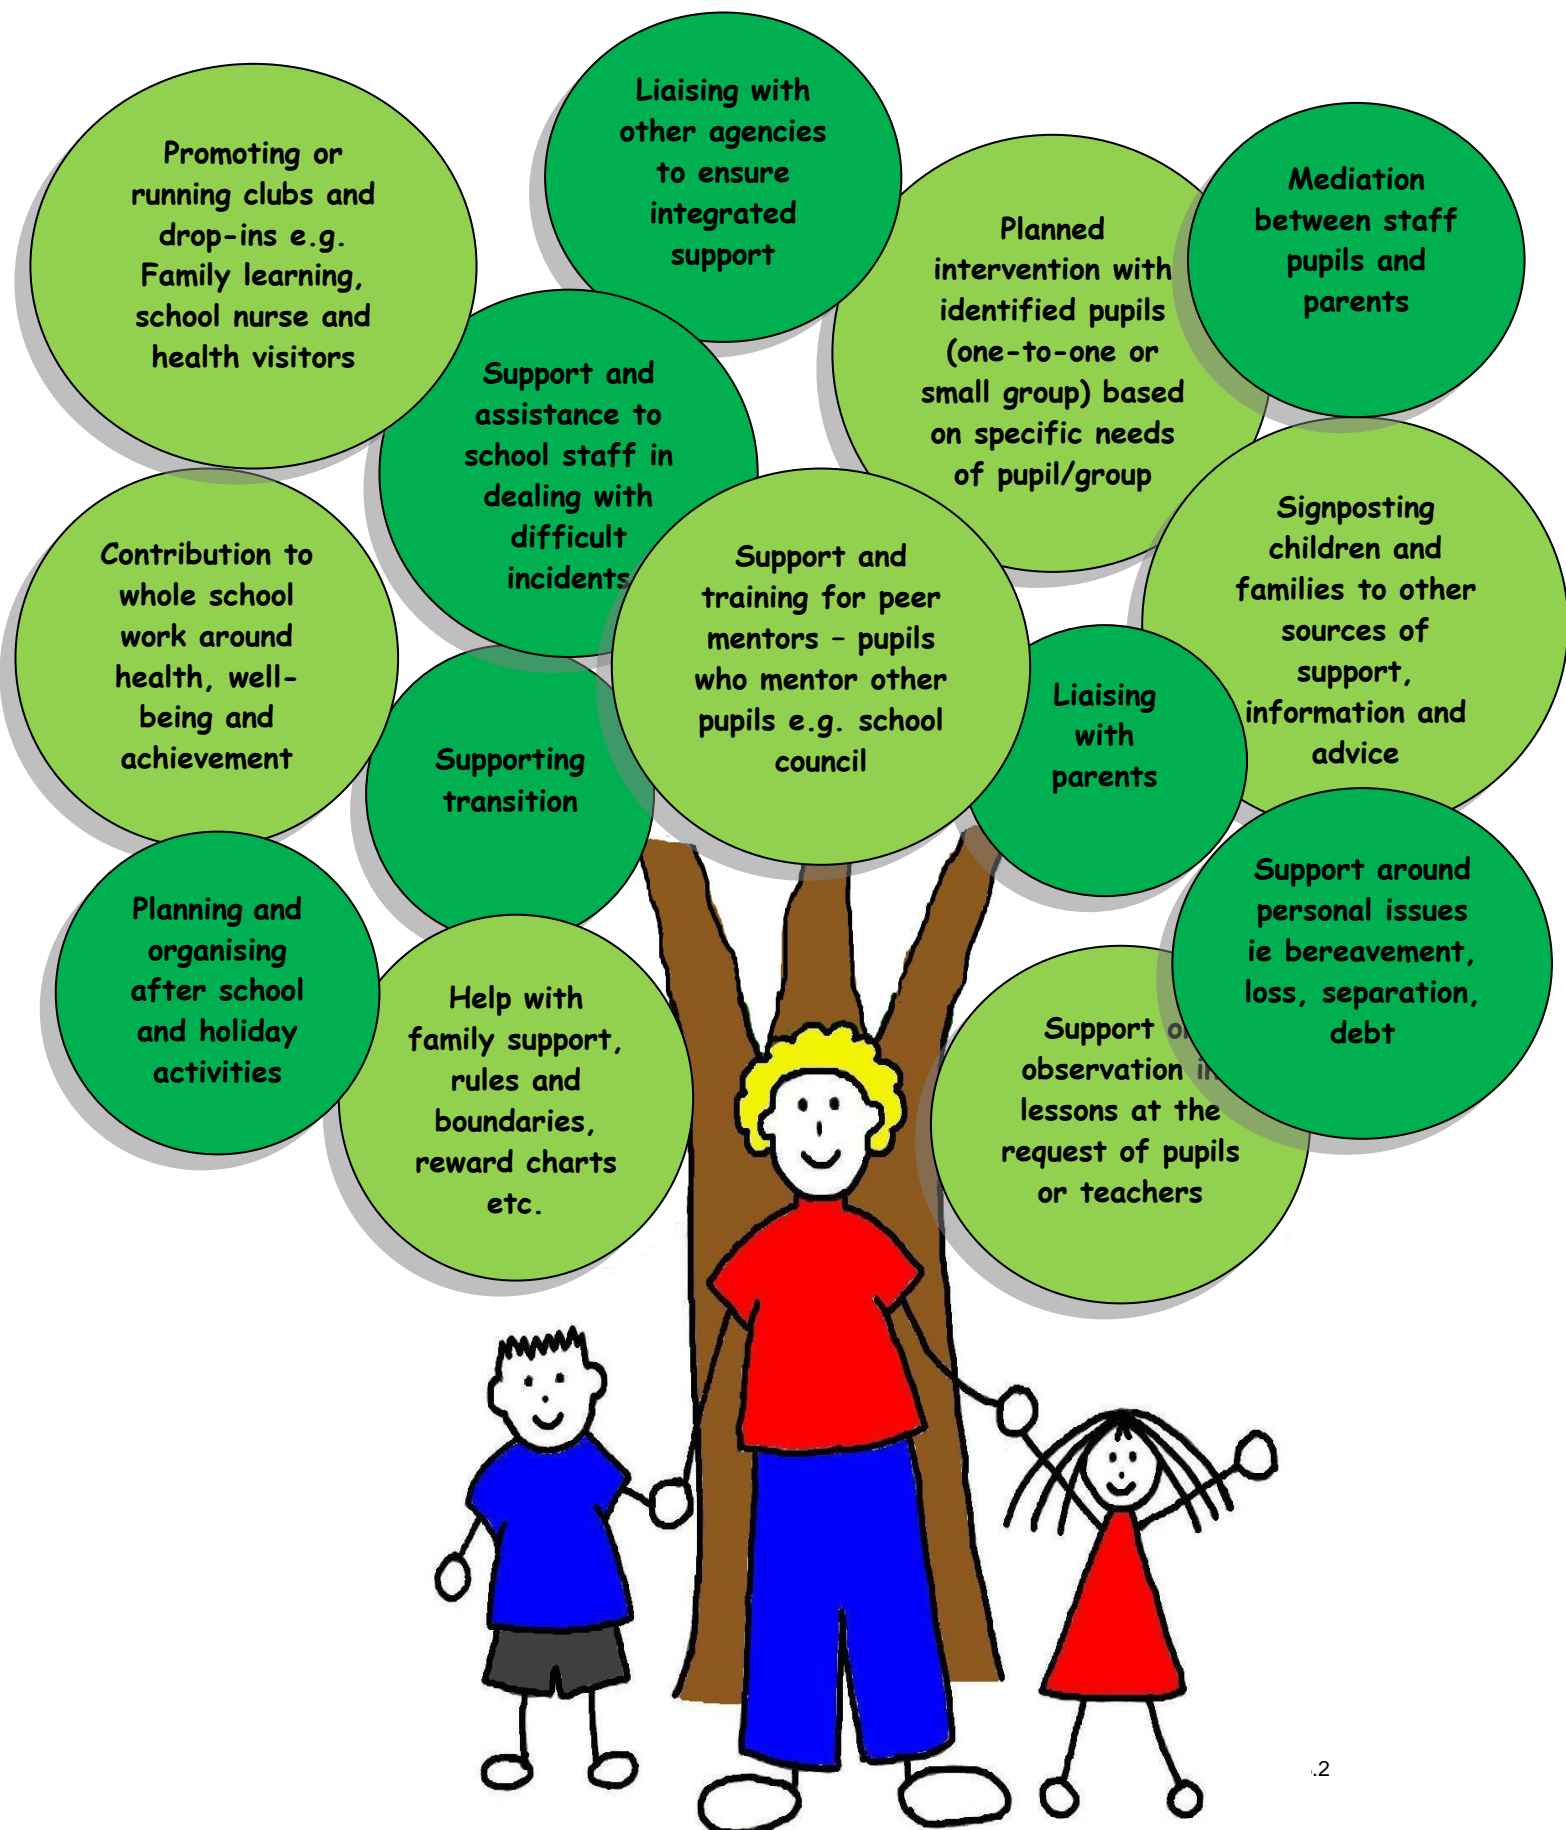 Liaising with
other agencies
to ensure
integrated
support
Promoting or
running clubs and
drop-ins e.g.
Family learning,
school nurse and
health visitors
Mediation
between staff
pupils and
parents
Planned
intervention with
identified pupils
(one-to-one or
small group) based
on specific needs
of pupil/group
Support and
assistance to
school staff in
dealing with
difficult
incidents
Signposting
children and
families to other
sources of
support,
information and
advice
Contribution to
whole school
work around
health, well-
being and
achievement
Support and
training for peer
mentors – pupils
who mentor other
pupils e.g. school
council
Liaising
with
parents
Supporting
transition
Support around
personal issues
ie bereavement,
loss, separation,
debt
Planning and
organising
after school
and holiday
activities
Help with
family support,
rules and
boundaries,
reward charts
etc.
Support or
observation in
lessons at the
request of pupils
or teachers
.2